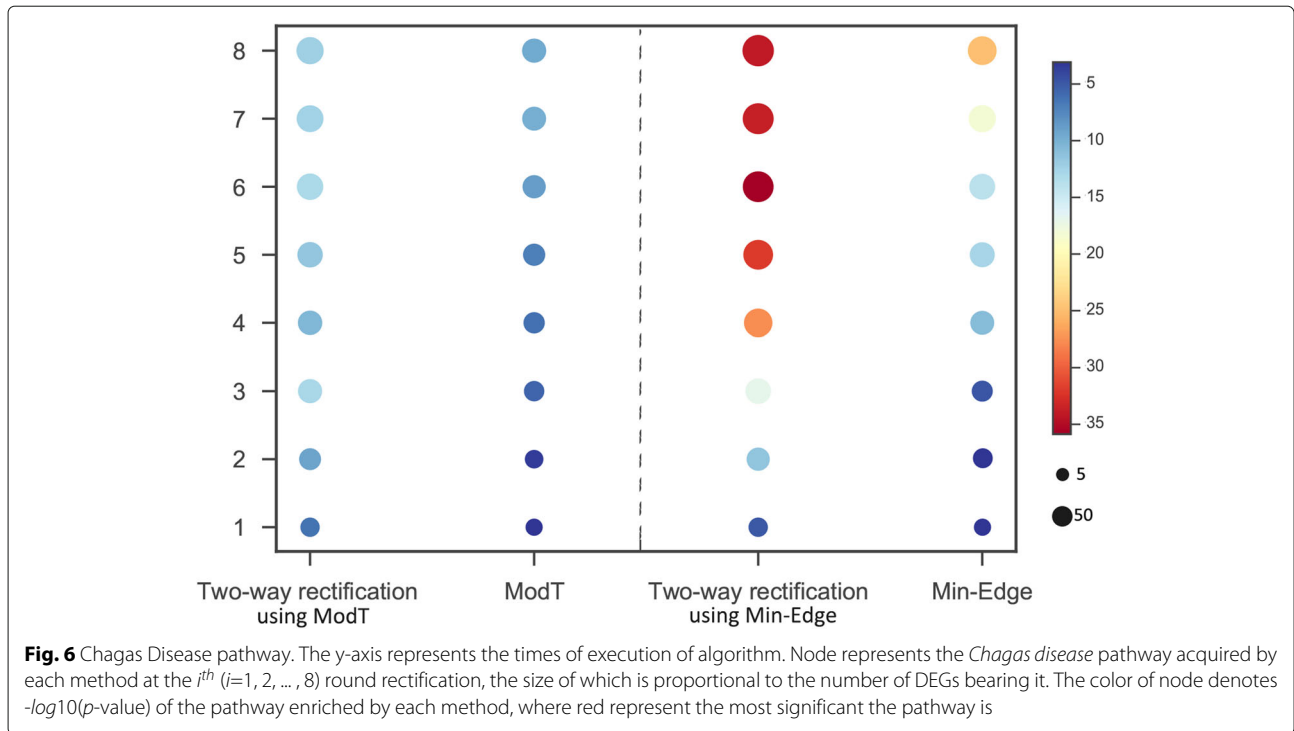 8
7
6
5
4
3
2
1
Two-way rectification
using ModT
ModT
Two-way rectification
using Min-Edge
Min-Edge
5
10
15
20
25
30
35
5
50
Fig. 6 Chagas Disease pathway. The y-axis represents the times of execution of algorithm. Node represents the Chagas disease pathway acquired by
each method at the ith (i=1, 2, ... , 8) round rectification, the size of which is proportional to the number of DEGs bearing it. The color of node denotes
-log10(p-value) of the pathway enriched by each method, where red represent the most significant the pathway is